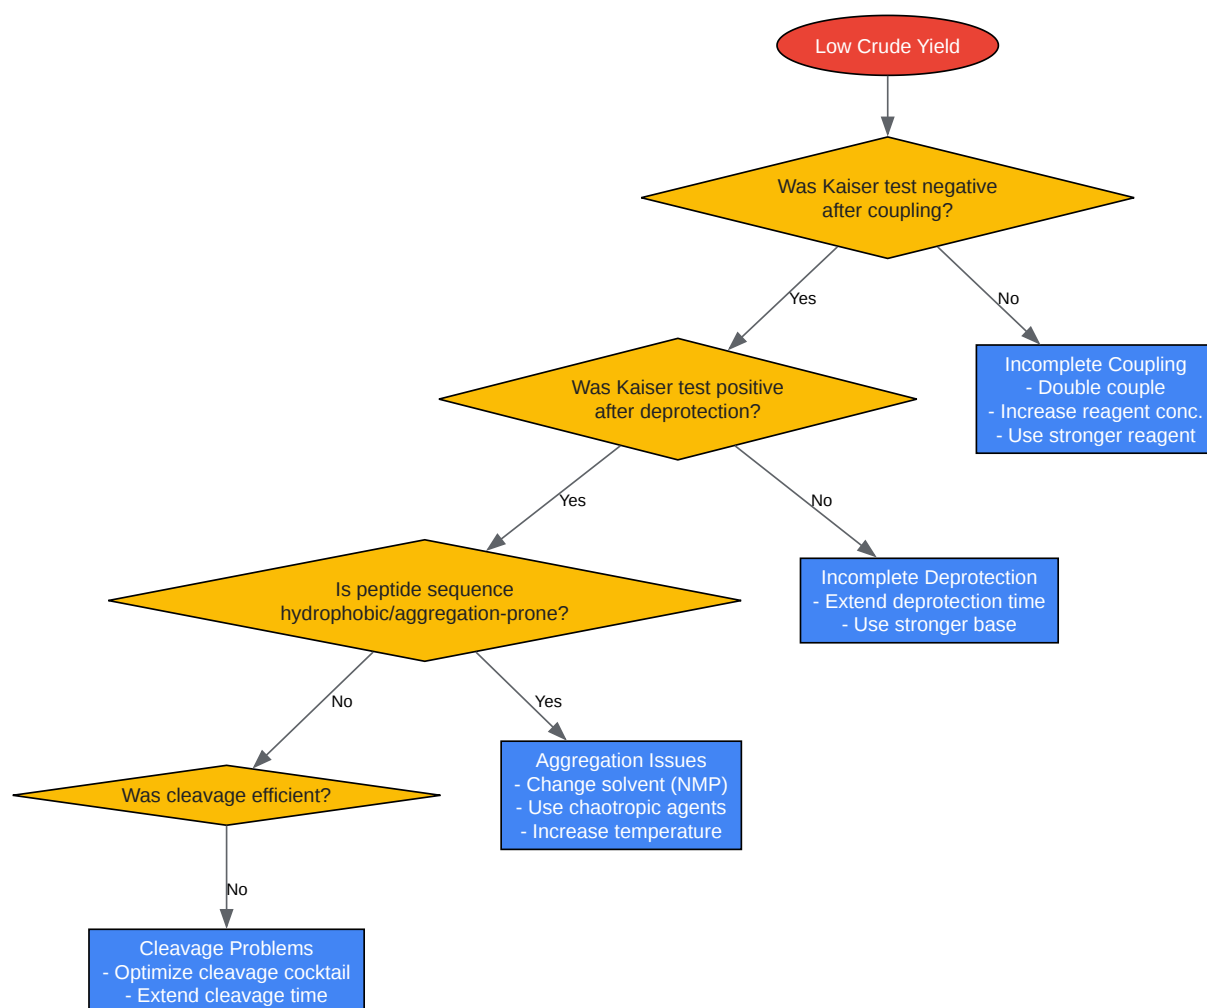 Low Crude Yield
Was Kaiser test negative
after coupling?
Yes
No
Was Kaiser test positive
after deprotection?
Incomplete Coupling
- Double couple
- Increase reagent conc.
- Use stronger reagent
Yes
No
Is peptide sequence
hydrophobic/aggregation-prone?
Incomplete Deprotection
- Extend deprotection time
- Use stronger base
No
Yes
Was cleavage efficient?
Aggregation Issues
- Change solvent (NMP)
- Use chaotropic agents
- Increase temperature
No
Cleavage Problems
- Optimize cleavage cocktail
- Extend cleavage time